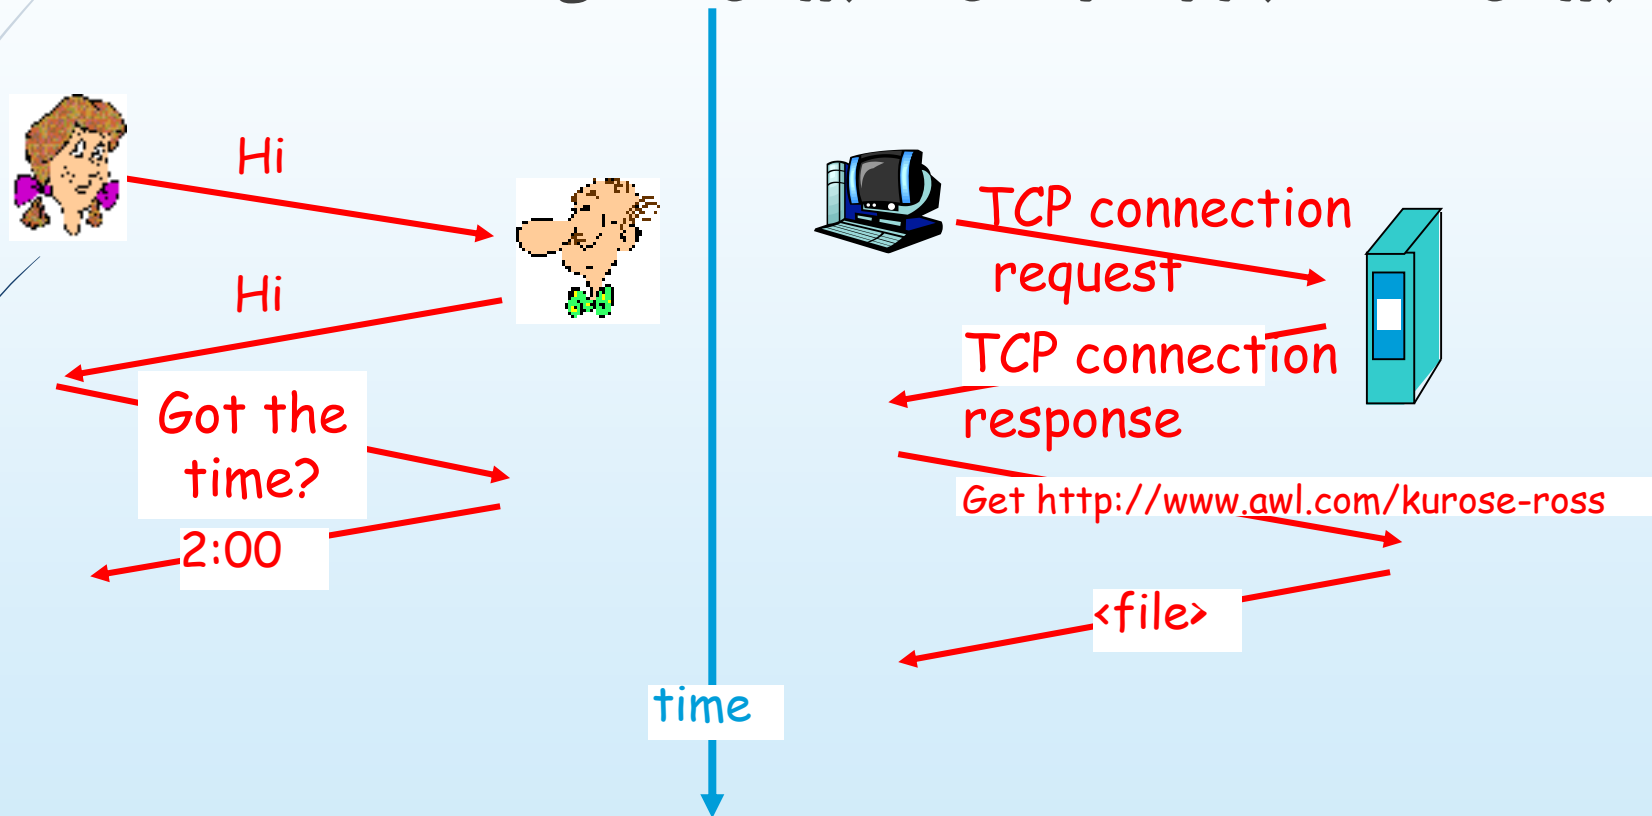 Hi
Hi
Got the
time?
2:00
TCP connection
request
TCP connection
response
Get http://www.awl.com/kurose-ross
<file>
time